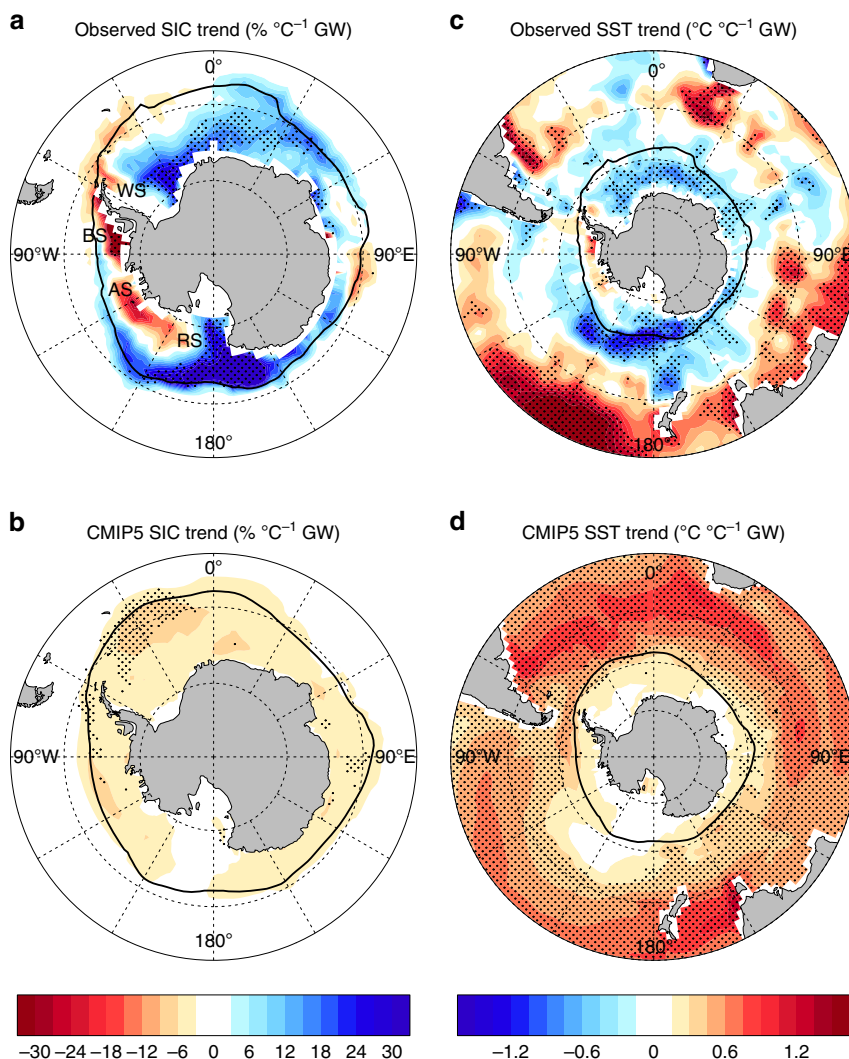 a
Observed SIC trend (% °C⁻¹ GW)
0°
WS
BS
90°W
90°E
AS
RS
180°
c
Observed SST trend (°C °C⁻¹ GW)
0°
90°W
90°E
180°
b
CMIP5 SIC trend (% °C⁻¹ GW)
0°
90°W
90°E
180°
d
CMIP5 SST trend (°C °C⁻¹ GW)
0°
90°W
90°E
180°
−30 −24 −18 −12 −6 0 6 12 18 24 30
−1.2 −0.6 0 0.6 1.2